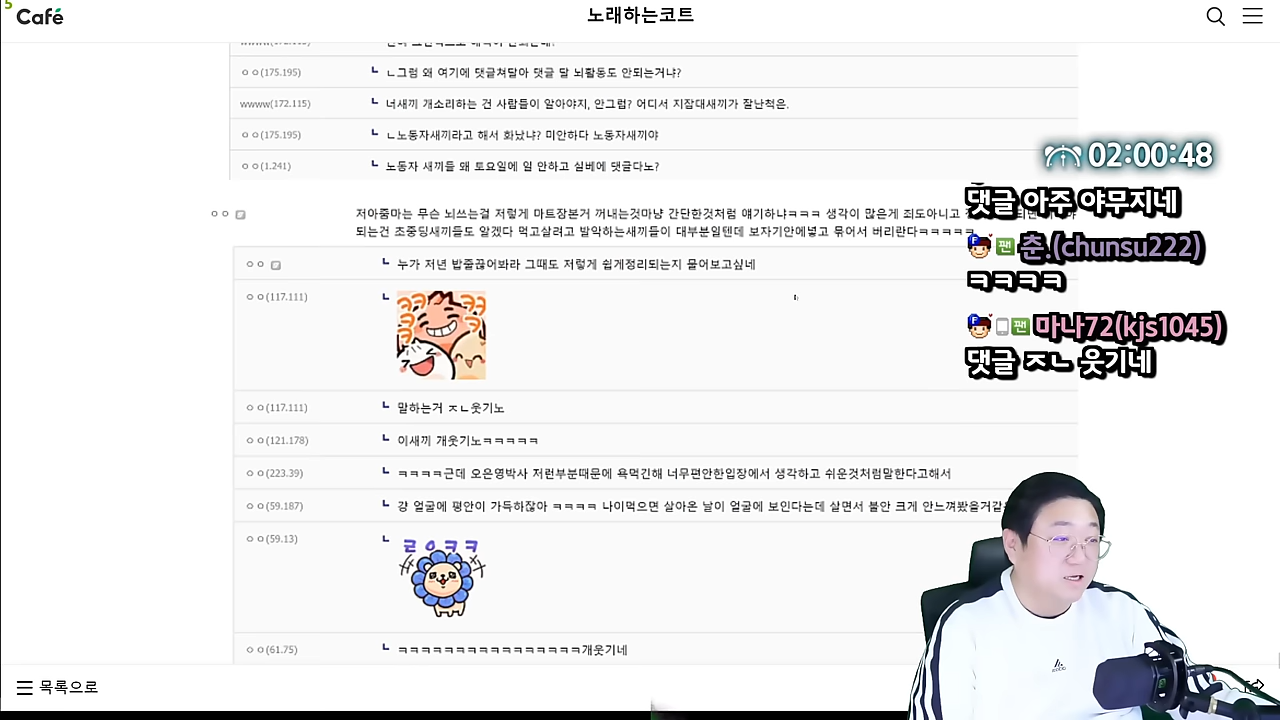 5
Café
노래하는코트
ㅇㅇ(175.195)
ㄴ그럼 왜 여기에 댓글쳐달아 댓글 달 뇌활동도 안되는거냐?
www(172.115)
너새끼 개소리하는 건 사람들이 알아야지, 안그럼? 어디서 지잡대새끼가 잘난척은.
ㅇㅇ(175.195)
ㄴ노동자새끼라고 해서 화났냐? 미안하다 노동자새끼야
ㅇㅇ(1.241)
노동자 새끼들 왜 토요일에 일 안하고 실베에 댓글다노?
02:00:48
댓글 아주 야무지네
ㅇㅇ
저아줌마는 무슨 뇌쓰는걸 저렇게 마트장본거 꺼내는것마냥 간단한것처럼 얘기하냐ㅋㅋㅋ 생각이 많은게 죄도아니고
되는건 초중딩새끼들도 알겠다 먹고살려고 발악하는새끼들이 대부분일텐데 보자기안에넣고 묶어서 버리란다ㅋㅋㅋㅋㅋ
팬 춘.(chunsu222)
ㅋㅋㅋㅋ
ㅇㅇ
누가 저년 밥줄끊어봐라 그때도 저렇게 쉽게정리되는지 물어보고싶네
ㅇㅇ(117.111)
ㅋㅋㅋㅋㅋ
팬 마나72(kjs1045)
댓글 ㅈㄴ 웃기네
ㅇㅇ(117.111)
말하는거 ㅈㄴ웃기노
ㅇㅇ(121.178)
이새끼 개웃기노ㅋㅋㅋㅋㅋ
ㅇㅇ(223.39)
ㅋㅋㅋㅋ근데 오은영박사 저런부분때문에 욕먹긴해 너무편안한입장에서 생각하고 쉬운것처럼말한다고해서
ㅇㅇ(59.187)
걍 얼굴에 평안이 가득하잖아 ㅋㅋㅋㅋ 나이먹으면 살아온 날이 얼굴에 보인다는데 살면서 불안 크게 안느껴봤을거같
ㅇㅇ(59.13)
ㄹㅇㅋㅋ
ㅇㅇ(61.75)
ㅋㅋㅋㅋㅋㅋㅋㅋㅋㅋㅋㅋㅋㅋㅋㅋ개웃기네
목록으로